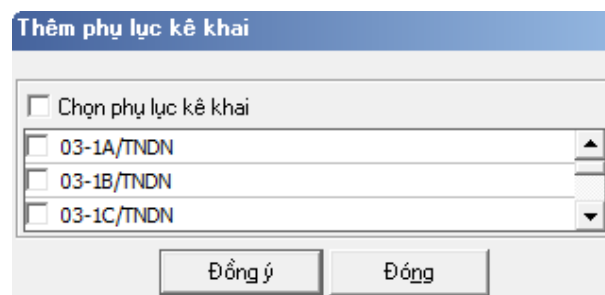 Thêm phụ lục kê khai
Chọn phụ lục kê khai
03-1A/TNDN
03-1B/TNDN
03-1C/TNDN
Đồng ý Đóng